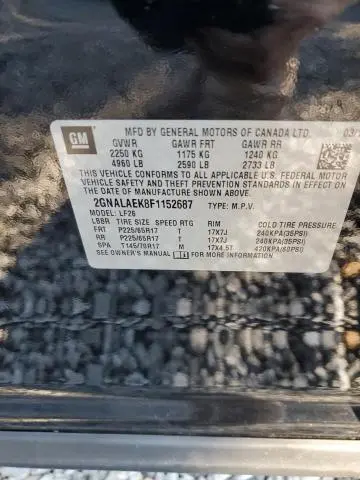 GM
MFD BY GENERAL MOTORS OF CANADA LTD. 03/
GVWR GAWR FRT GAWR RR
2250 KG 1175 KG 1240 KG
4960 LB 2590 LB 2733 LB
THIS VEHICLE CONFORMS TO ALL APPLICABLE U.S. FEDERAL MOTOR
VEHICLE SAFETY AND THEFT PREVENTION STANDARDS IN EFFECT ON
THE DATE OF MANUFACTURE SHOWN ABOVE.
2GNALAEK8F1152687 TYPE: M.P.V.
MODEL: LF26
TIRE SIZE SPEED RTG RIM COLD TIRE PRESSURE
FRT P225/65R17 T 17X7J 240KPA(35PSI)
RR P225/65R17 T 17X7J 240KPA(35PSI)
SPA T145/70R17 M 17X4.5T 420KPA(60PSI)
SEE OWNER'S MANUAL FOR MORE INFORMATION.